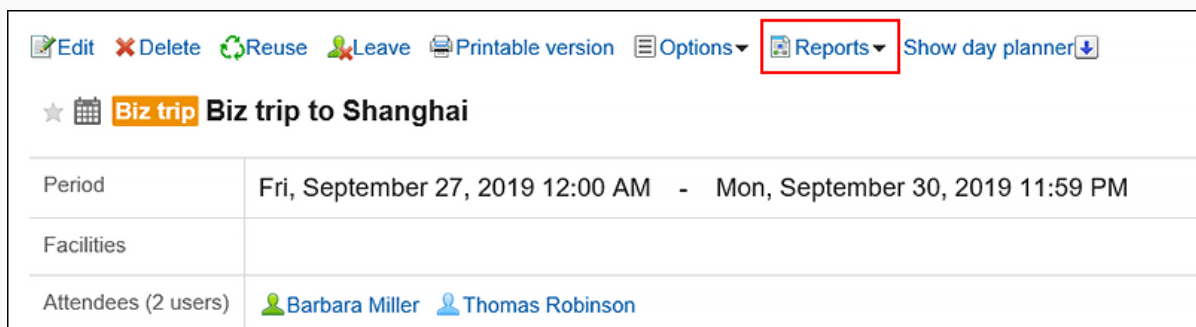 Edit Delete Reuse Leave Printable version Options Reports Show day planner
Biz trip Biz trip to Shanghai
Period Fri, September 27, 2019 12:00 AM - Mon, September 30, 2019 11:59 PM
Facilities
Attendees (2 users) Barbara Miller Thomas Robinson